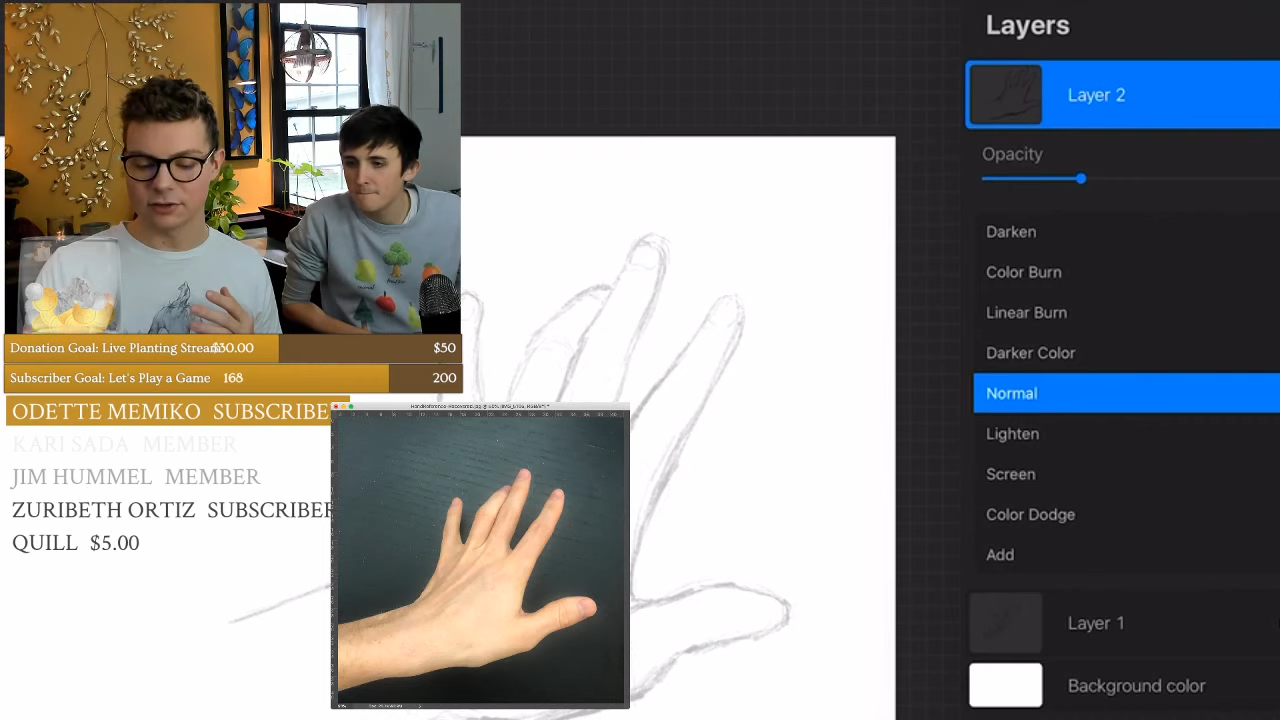 Layers
Layer 2
Opacity
Darken
Color Burn
Linear Burn
Darker Color
Normal
Lighten
Screen
Color Dodge
Add
Layer 1
Background color
Donation Goal: Live Planting Stream $30.00 $50
Subscriber Goal: Let's Play a Game 168 200
ODETTE MEMIKO SUBSCRIBE
KARI SADA MEMBER
JIM HUMMEL MEMBER
ZURIBETH ORTIZ SUBSCRIBER
QUILL $5.00